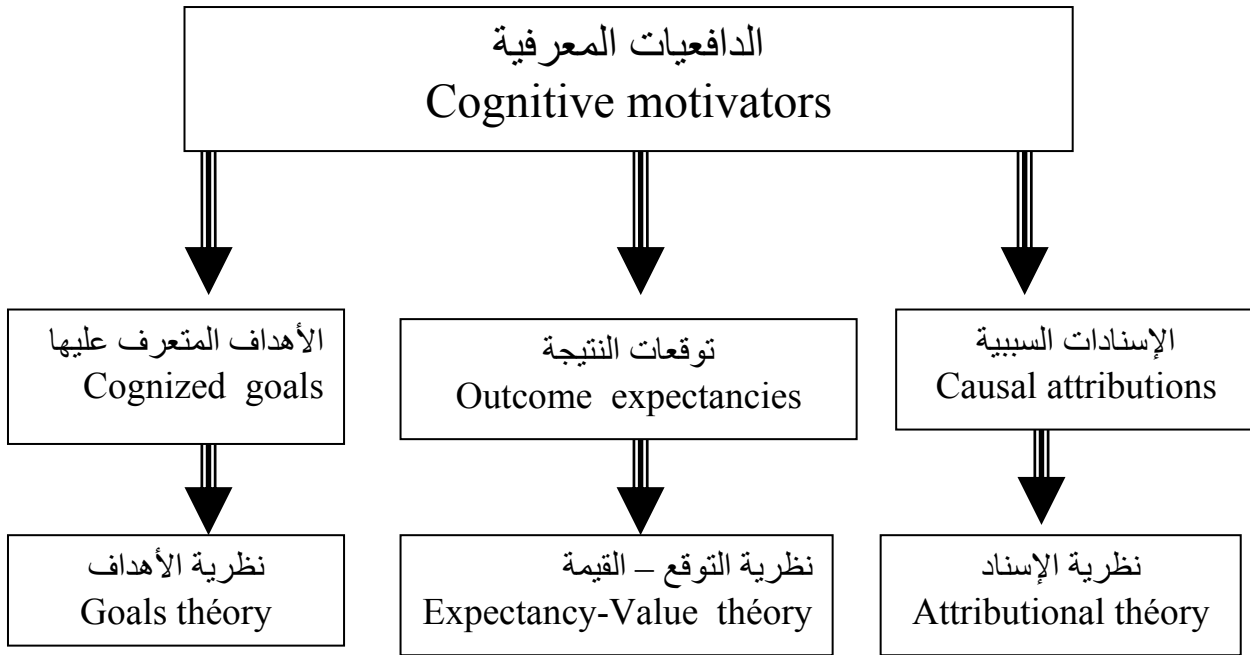 الدافعيات المعرفية
Cognitive motivators
الأهداف المتعرف عليها
Cognized goals
توقعات النتيجة
Outcome expectancies
الإسنادات السببية
Causal attributions
نظرية الأهداف
Goals théory
نظرية التوقع – القيمة
Expectancy-Value théory
نظرية الإسناد
Attributional théory